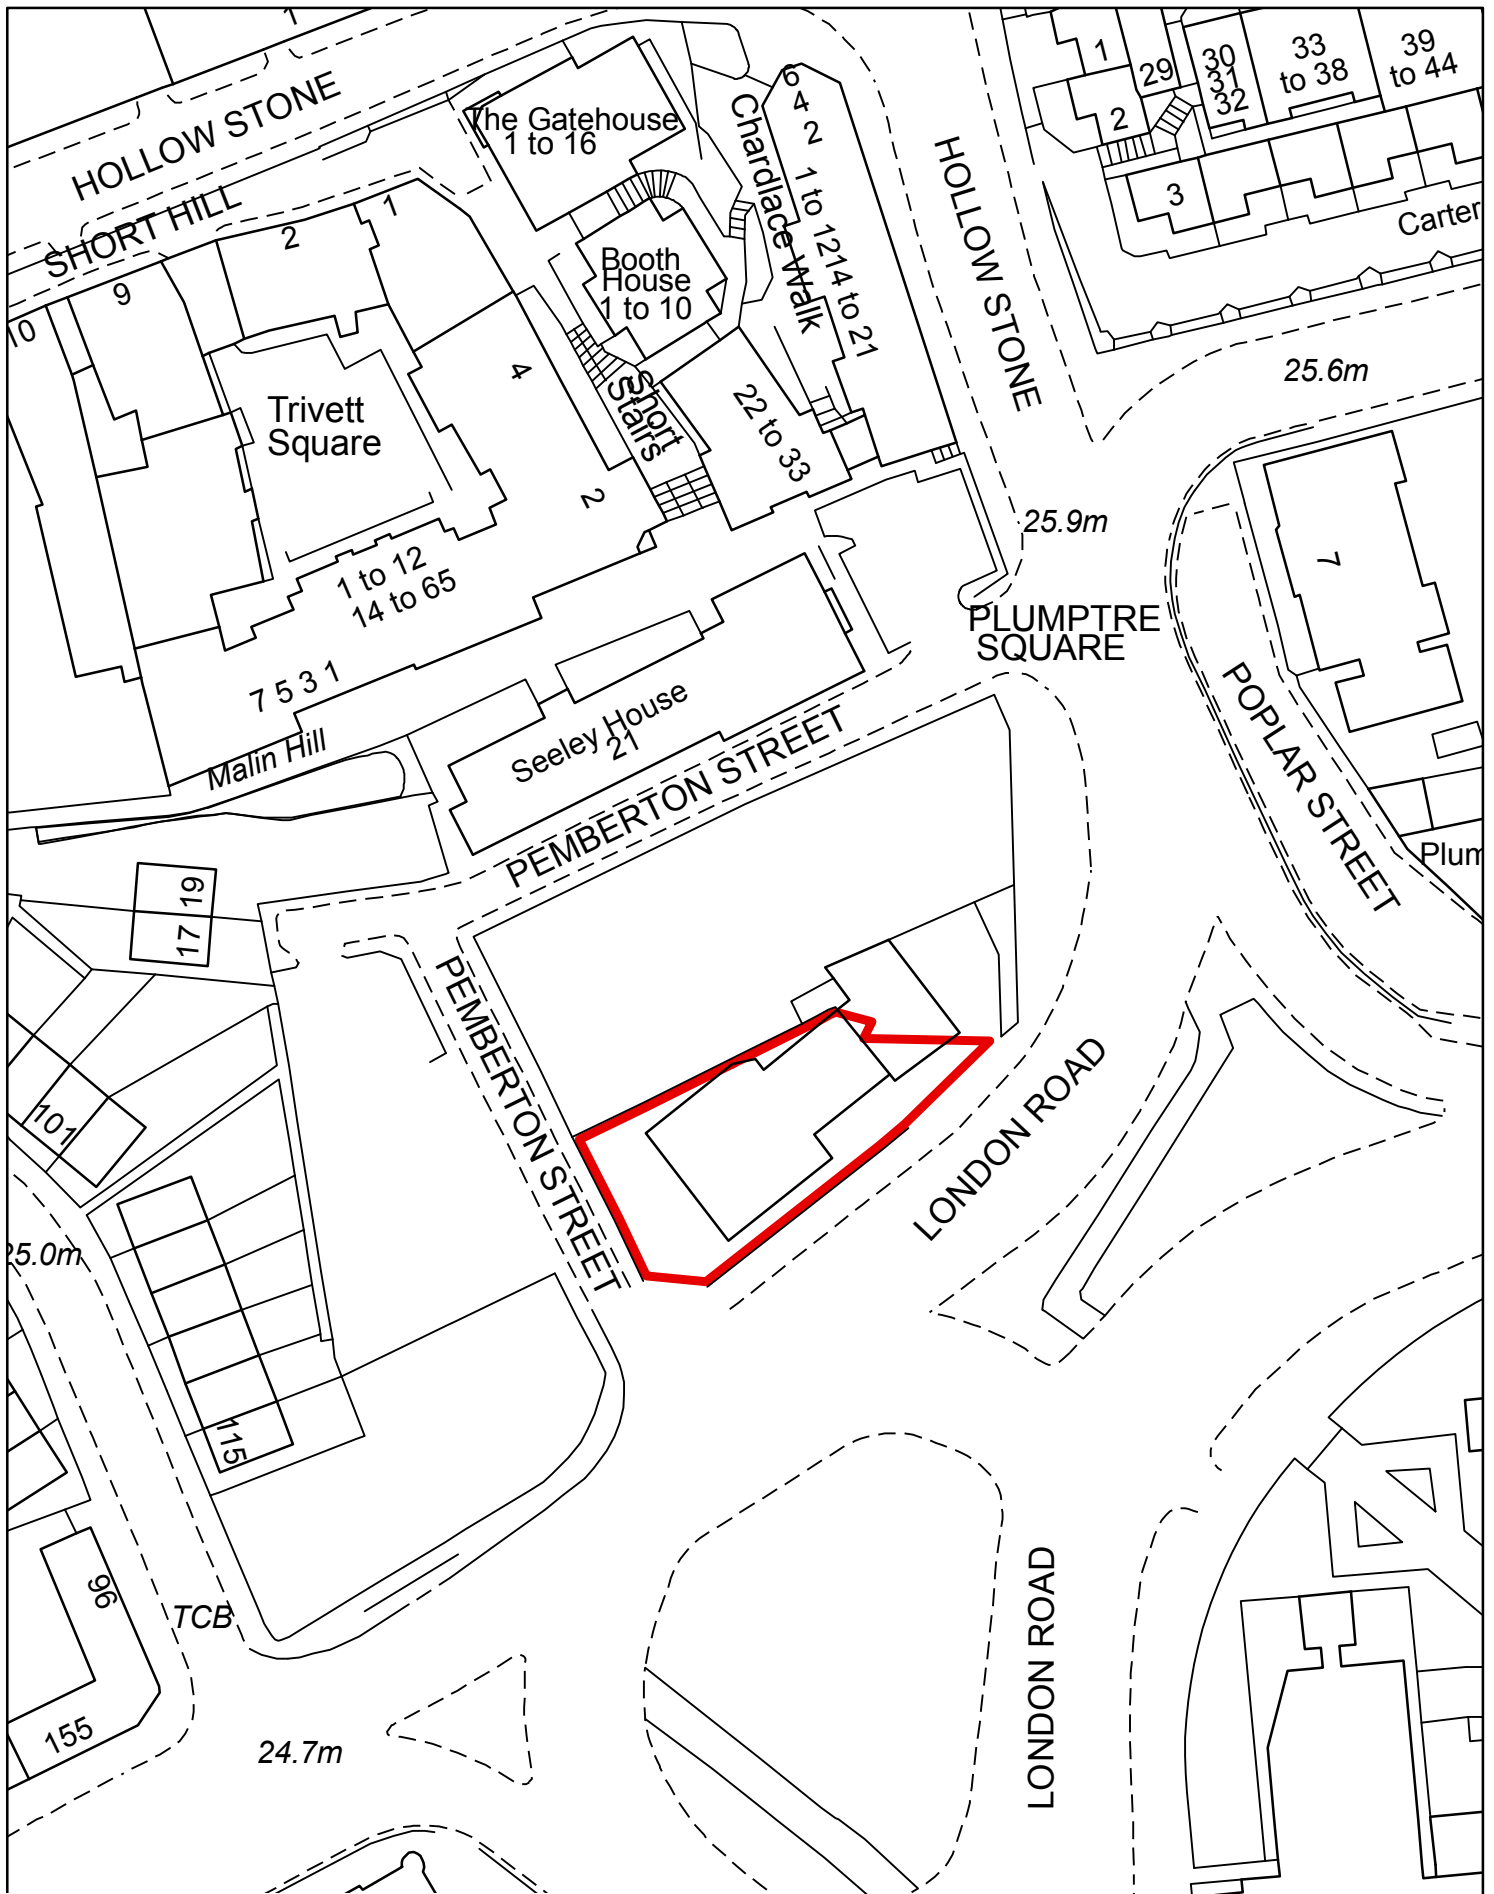 1
HOLLOW STONE
SHORT HILL
The Gatehouse
1 to 16
6
4
2
Chardlace Walk
1 to 12
14 to 21
HOLLOW STONE
1
29
30
31
32
33
to 38
39
to 44
2
3
Carter
10
9
2
1
Booth
House
1 to 10
4
Trivett
Square
Short
Stairs
22 to 33
2
25.6m
25.9m
7
1 to 12
14 to 65
PLUMPTRE
SQUARE
7 5 3 1
Malin Hill
Seeley House
21
PEMBERTON STREET
POPLAR STREET
Plum
19
17
PEMBERTON STREET
101
LONDON ROAD
25.0m
115
96
TCB
155
24.7m
LONDON ROAD